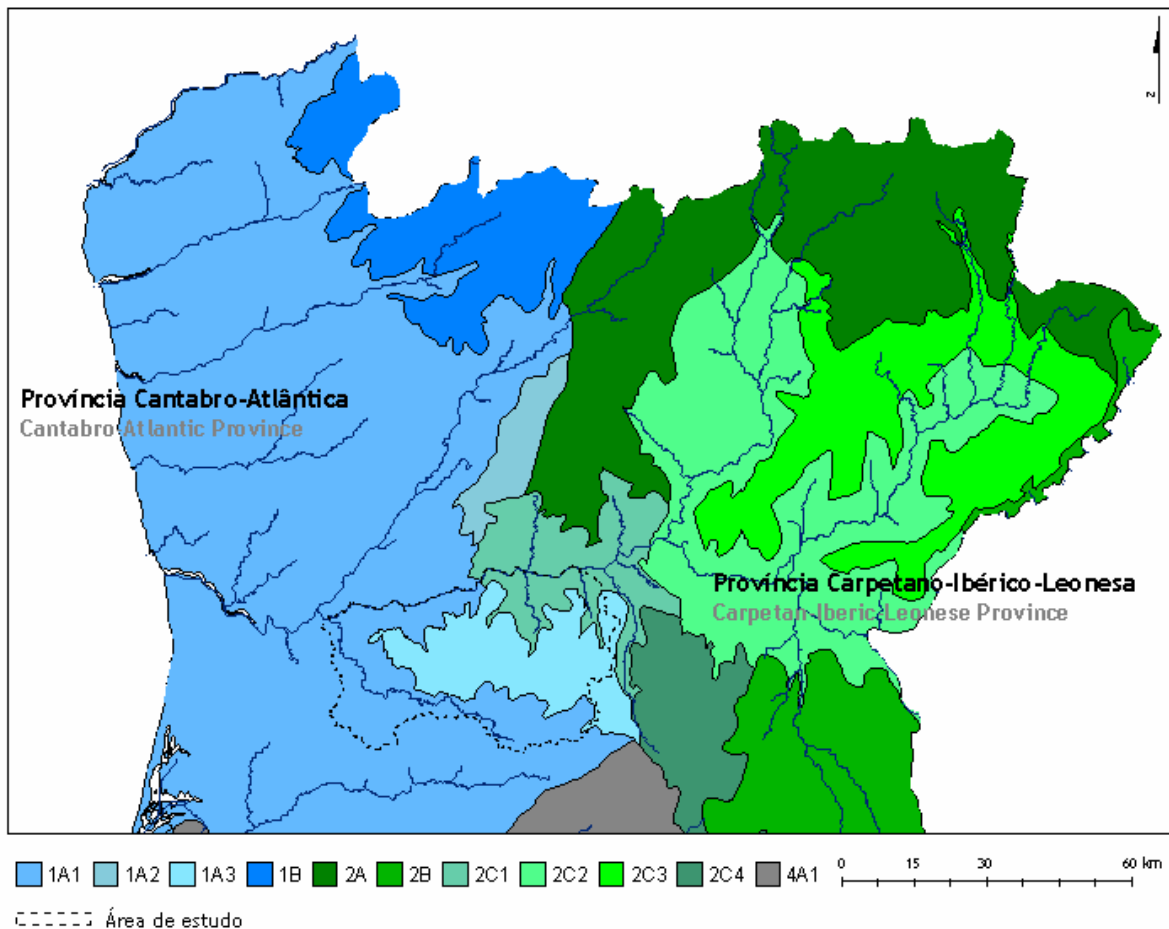 N
Província Cantabro-Atlântica
Cantabro Atlantic Province
Província Carpetano-Ibérico-Leonesa
Carpetan-Iberic-Leonese Province
1A1 1A2 1A3 1B 2A 2B 2C1 2C2 2C3 2C4 4A1 0 15 30 60 km
Área de estudo